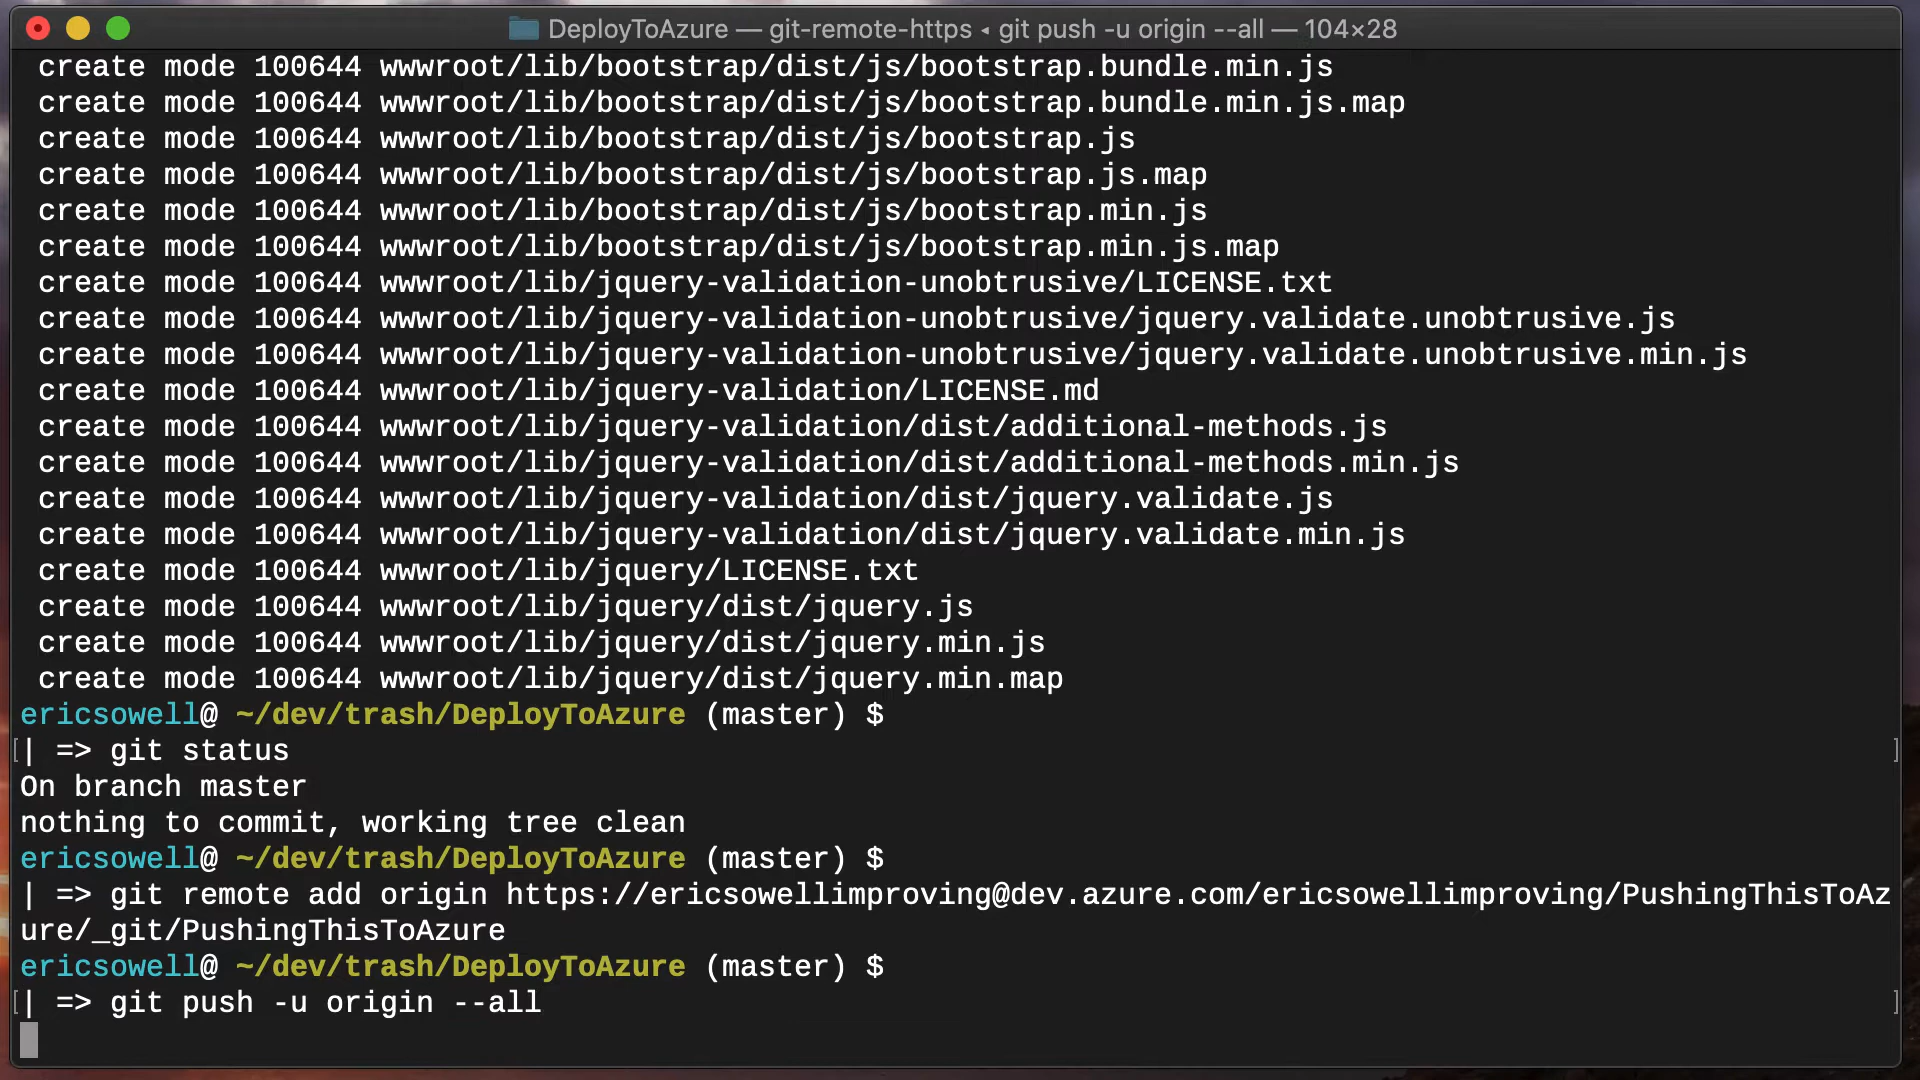 DeployToAzure — git-remote-https ◂ git push -u origin --all — 104×28
create mode 100644 wwwroot/lib/bootstrap/dist/js/bootstrap.bundle.min.js
create mode 100644 wwwroot/lib/bootstrap/dist/js/bootstrap.bundle.min.js.map
create mode 100644 wwwroot/lib/bootstrap/dist/js/bootstrap.js
create mode 100644 wwwroot/lib/bootstrap/dist/js/bootstrap.js.map
create mode 100644 wwwroot/lib/bootstrap/dist/js/bootstrap.min.js
create mode 100644 wwwroot/lib/bootstrap/dist/js/bootstrap.min.js.map
create mode 100644 wwwroot/lib/jquery-validation-unobtrusive/LICENSE.txt
create mode 100644 wwwroot/lib/jquery-validation-unobtrusive/jquery.validate.unobtrusive.js
create mode 100644 wwwroot/lib/jquery-validation-unobtrusive/jquery.validate.unobtrusive.min.js
create mode 100644 wwwroot/lib/jquery-validation/LICENSE.md
create mode 100644 wwwroot/lib/jquery-validation/dist/additional-methods.js
create mode 100644 wwwroot/lib/jquery-validation/dist/additional-methods.min.js
create mode 100644 wwwroot/lib/jquery-validation/dist/jquery.validate.js
create mode 100644 wwwroot/lib/jquery-validation/dist/jquery.validate.min.js
create mode 100644 wwwroot/lib/jquery/LICENSE.txt
create mode 100644 wwwroot/lib/jquery/dist/jquery.js
create mode 100644 wwwroot/lib/jquery/dist/jquery.min.js
create mode 100644 wwwroot/lib/jquery/dist/jquery.min.map
ericsowell@ ~/dev/trash/DeployToAzure (master) $
[| => git status ]
On branch master
nothing to commit, working tree clean
ericsowell@ ~/dev/trash/DeployToAzure (master) $
| => git remote add origin https://ericsowellimproving@dev.azure.com/ericsowellimproving/PushingThisToAz
ure/_git/PushingThisToAzure
ericsowell@ ~/dev/trash/DeployToAzure (master) $
[| => git push -u origin --all ]